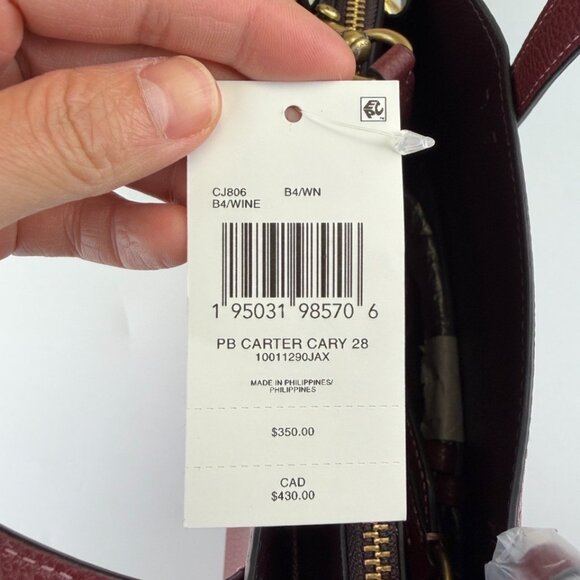 CJ806 B4/WN
B4/WINE
1 95031 98570 6
PB CARTER CARY 28
10011290JAX
MADE IN PHILIPPINES/
PHILIPPINES
$350.00
CAD
$430.00